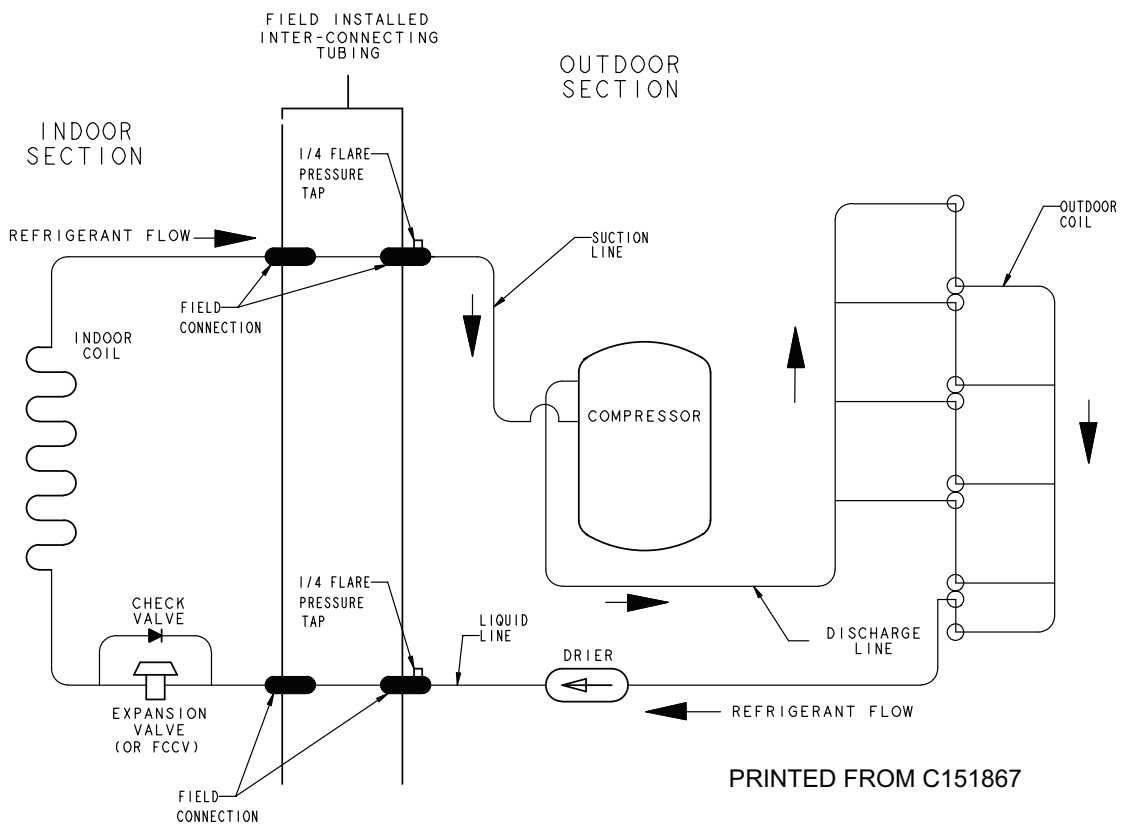 FIELD INSTALLED
INTER-CONNECTING
TUBING
OUTDOOR
SECTION
INDOOR
SECTION
1/4 FLARE
PRESSURE
TAP
REFRIGERANT FLOW
SUCTION
LINE
OUTDOOR
COIL
FIELD
CONNECTION
INDOOR
COIL
COMPRESSOR
1/4 FLARE
PRESSURE
TAP
CHECK
VALVE
LIQUID
LINE
DISCHARGE
LINE
DRIER
EXPANSION
VALVE
(OR FCCV)
REFRIGERANT FLOW
FIELD
CONNECTION
PRINTED FROM C151867